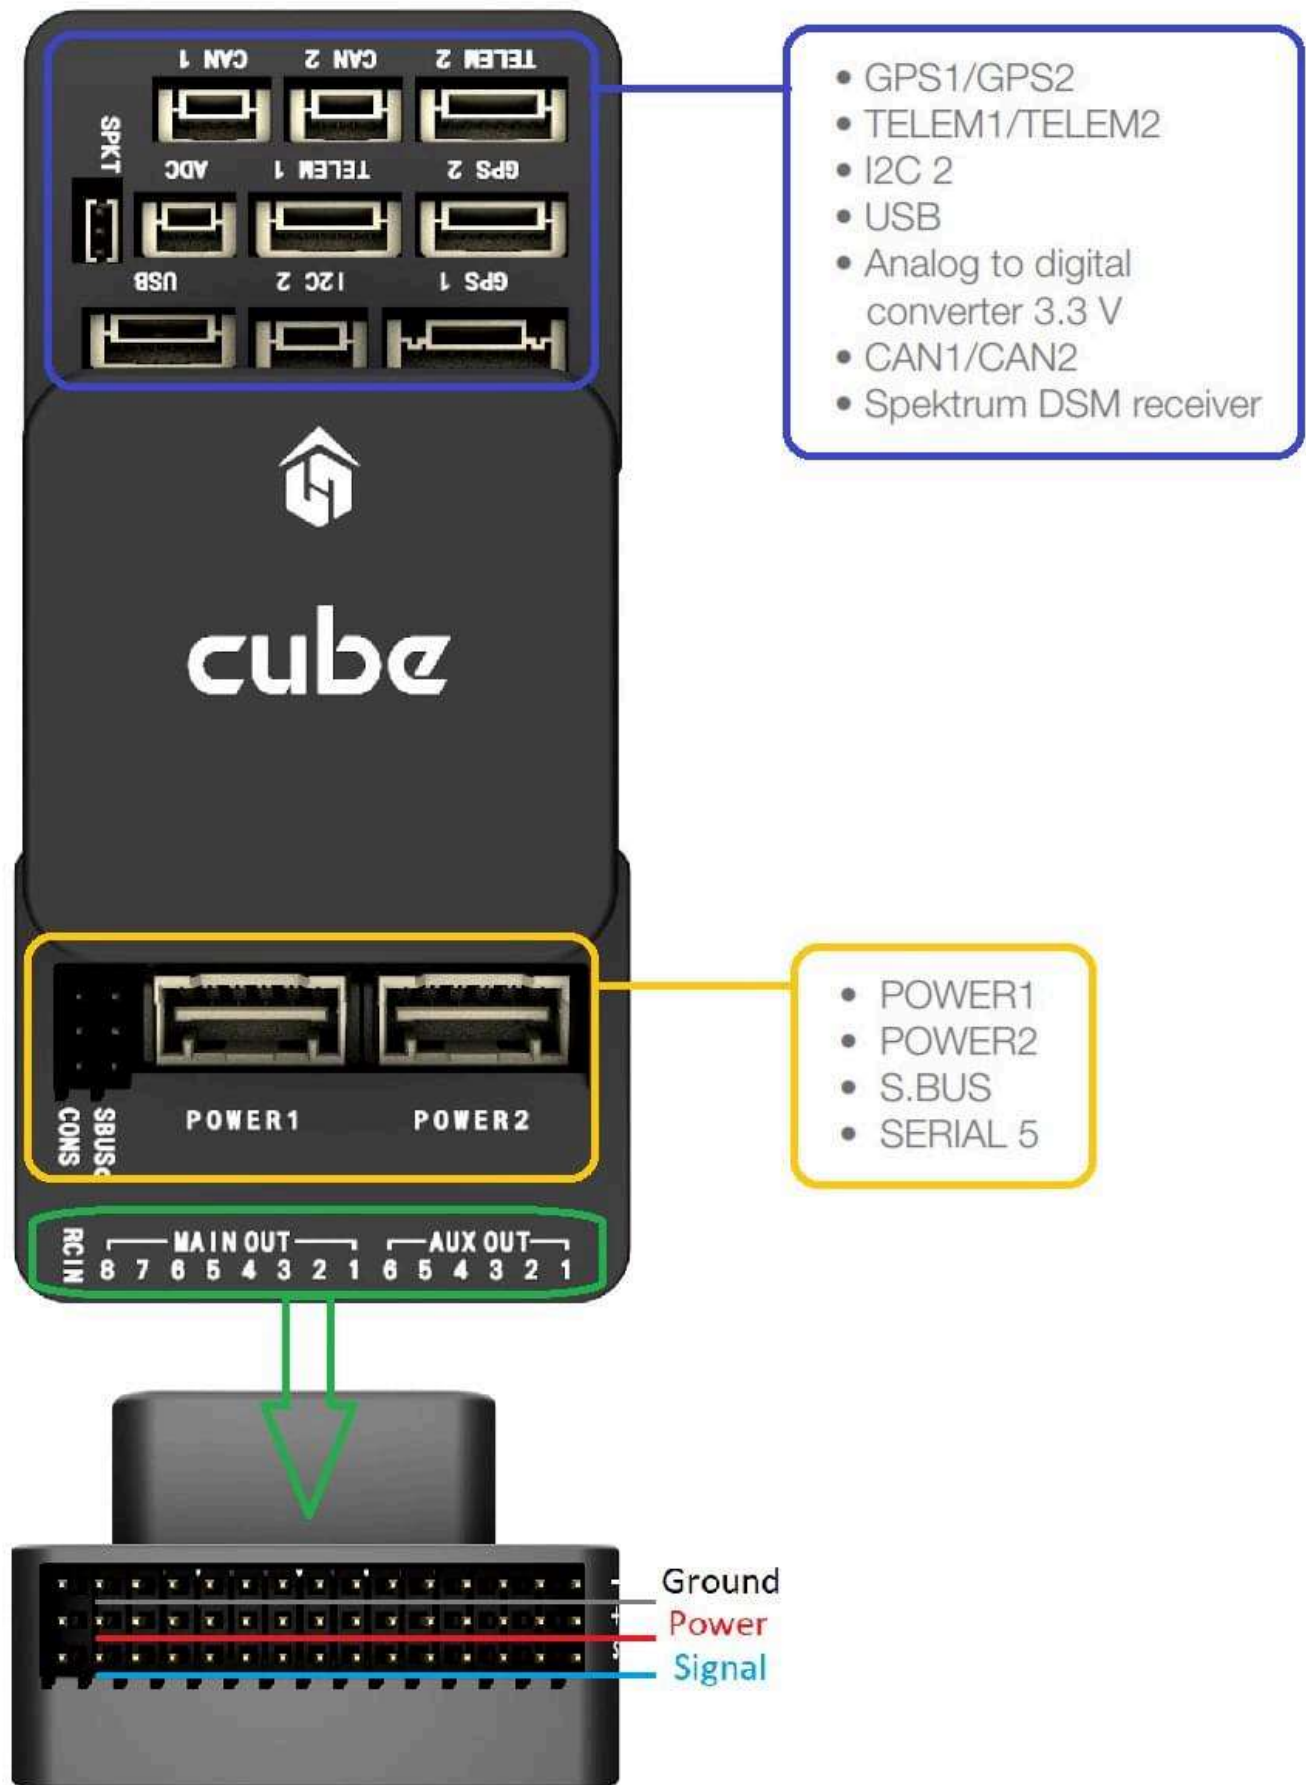 CAN 1 CAN 2 TELEM 2
SPKT
ADC TELEM 1 GPS 2
USB I2C 2 GPS 1
• GPS1/GPS2
• TELEM1/TELEM2
• I2C 2
• USB
• Analog to digital
converter 3.3 V
• CAN1/CAN2
• Spektrum DSM receiver
cube
CONS
SBUSo
POWER1 POWER2
• POWER1
• POWER2
• S.BUS
• SERIAL 5
RCIN
MAIN OUT AUX OUT
8 7 6 5 4 3 2 1 6 5 4 3 2 1
- Ground
+ Power
S Signal